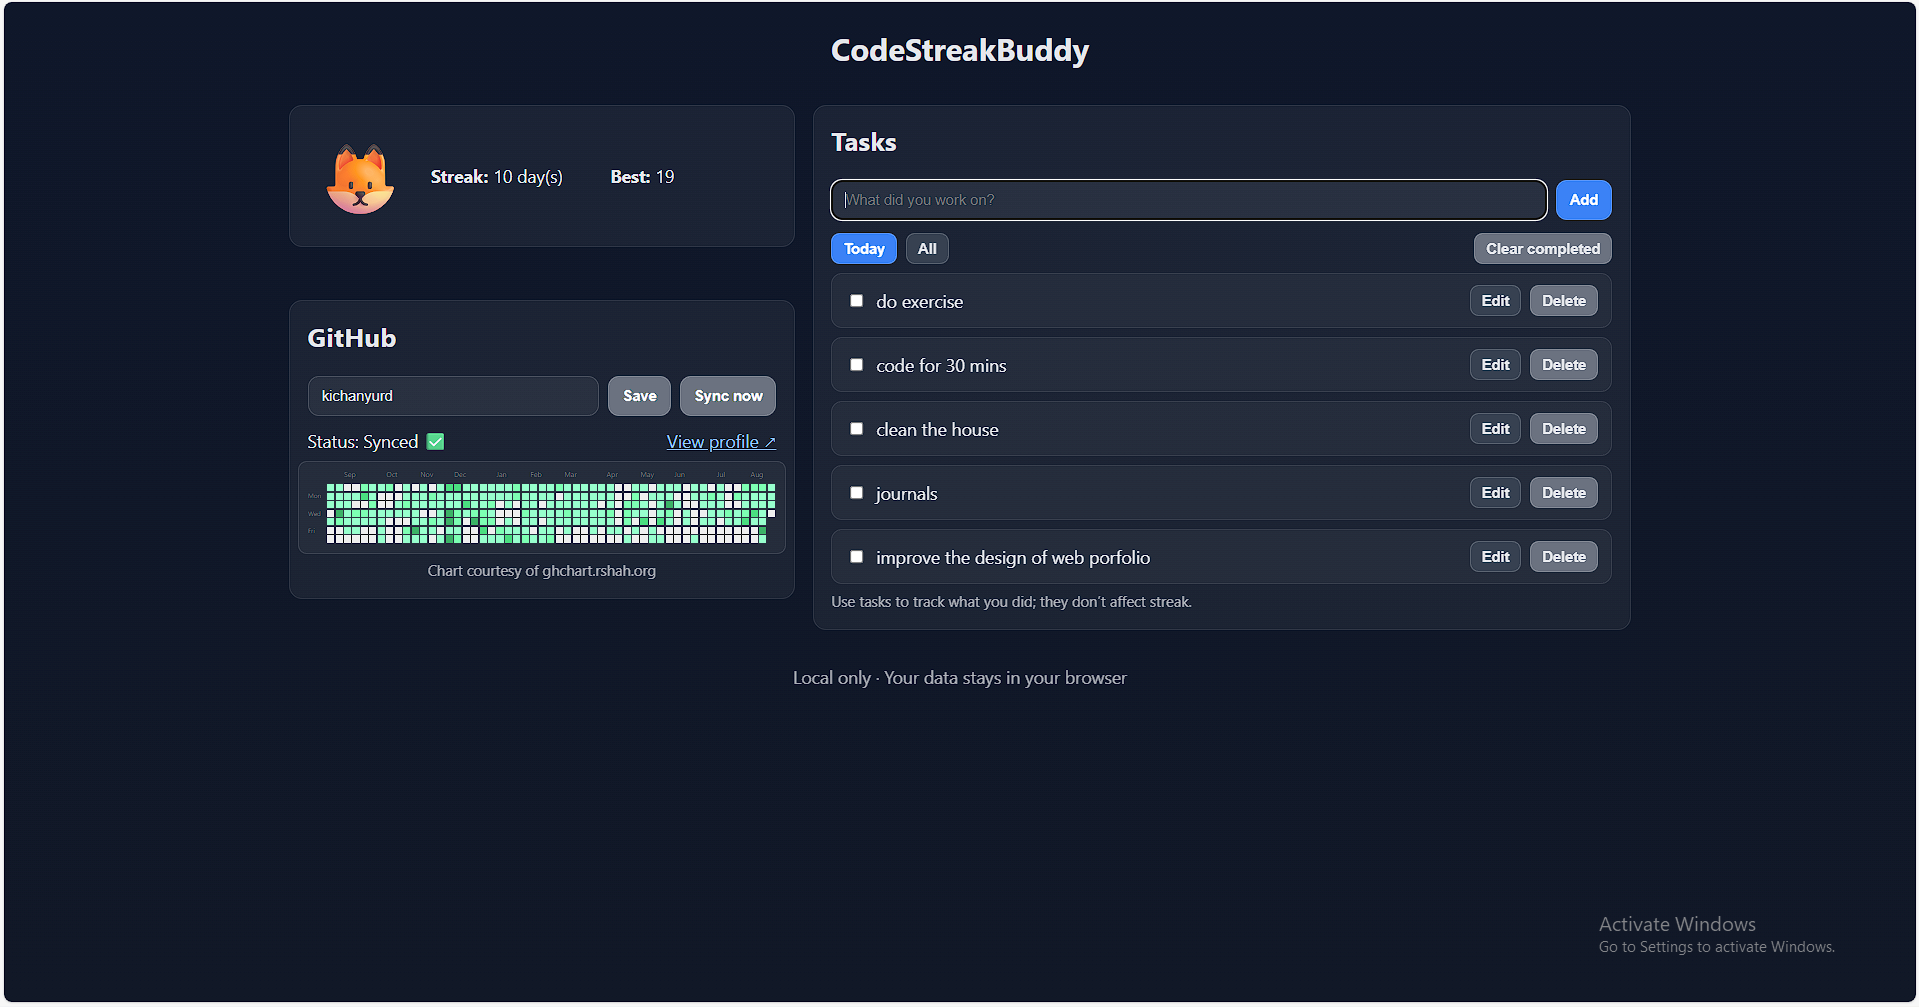 CodeStreakBuddy
Streak: 10 day(s) Best: 19
GitHub
kichanyurd Save Sync now
Status: Synced ✅ View profile ↗
Sep Oct Nov Dec Jan Feb Mar Apr May Jun Jul Aug
Mon
Wed
Fri
Chart courtesy of ghchart.rshah.org
Tasks
What did you work on? Add
Today All Clear completed
do exercise Edit Delete
code for 30 mins Edit Delete
clean the house Edit Delete
journals Edit Delete
improve the design of web porfolio Edit Delete
Use tasks to track what you did; they don’t affect streak.
Local only · Your data stays in your browser
Activate Windows
Go to Settings to activate Windows.